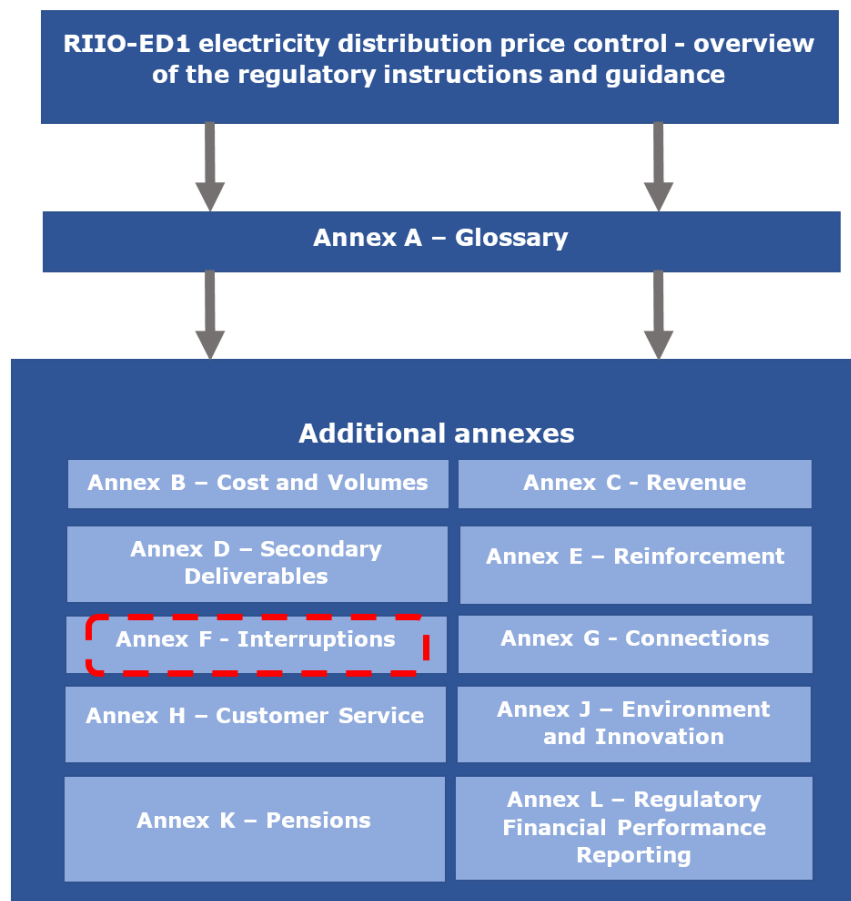 RIIO-ED1 electricity distribution price control - overview
of the regulatory instructions and guidance
Annex A – Glossary
Additional annexes
Annex B – Cost and Volumes
Annex C - Revenue
Annex D – Secondary
Deliverables
Annex E – Reinforcement
Annex F - Interruptions
Annex G - Connections
Annex H – Customer Service
Annex J – Environment
and Innovation
Annex K – Pensions
Annex L – Regulatory
Financial Performance
Reporting